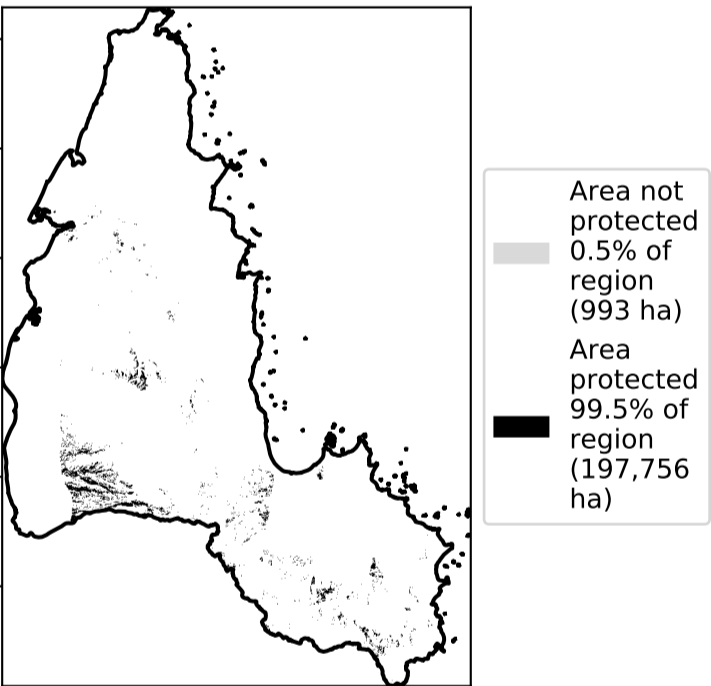 Area not
protected
0.5% of
region
(993 ha)
Area
protected
99.5% of
region
(197,756
ha)